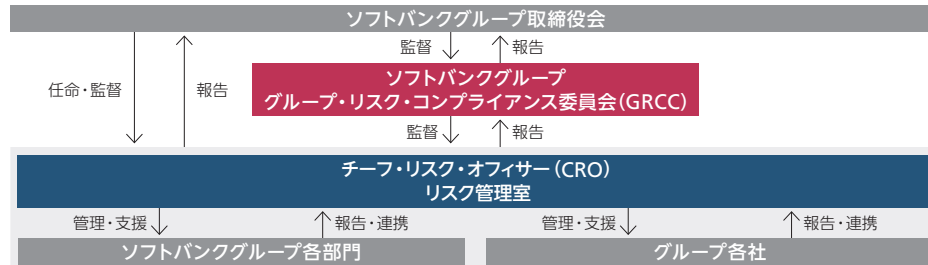 ソフトバンクグループ取締役会
監督
報告
任命・監督
報告
ソフトバンクグループ
グループ・リスク・コンプライアンス委員会(GRCC)
監督
報告
チーフ・リスク・オフィサー(CRO)
リスク管理室
管理・支援
報告・連携
管理・支援
報告・連携
ソフトバンクグループ各部門
グループ各社